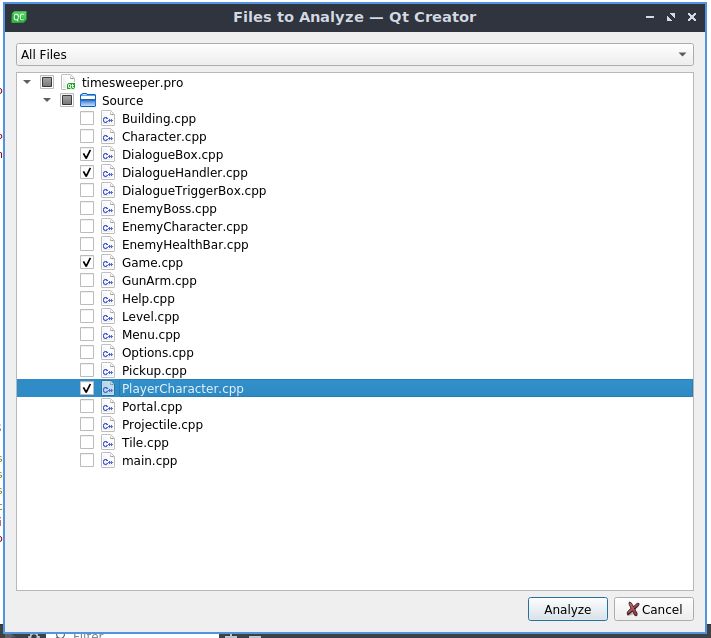 QC
Files to Analyze — Qt Creator
All Files
timesweeper.pro
Source
Building.cpp
Character.cpp
DialogueBox.cpp
DialogueHandler.cpp
DialogueTriggerBox.cpp
EnemyBoss.cpp
EnemyCharacter.cpp
EnemyHealthBar.cpp
Game.cpp
GunArm.cpp
Help.cpp
Level.cpp
Menu.cpp
Options.cpp
Pickup.cpp
PlayerCharacter.cpp
Portal.cpp
Projectile.cpp
Tile.cpp
main.cpp
Analyze
Cancel
Filter